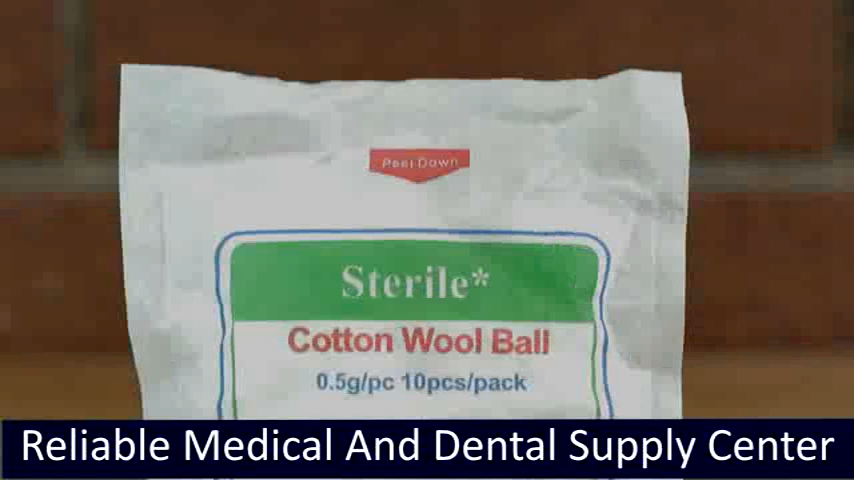 Peel Down
Sterile*
Cotton Wool Ball
0.5g/pc 10pcs/pack
Reliable Medical And Dental Supply Center